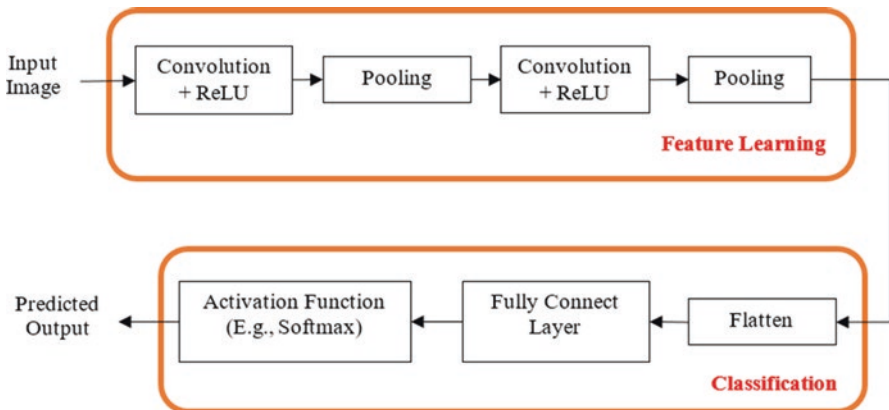 Input
Image
Convolution
+ ReLU
Pooling
Convolution
+ ReLU
Pooling
Feature Learning
Predicted
Output
Activation Function
(E.g., Softmax)
Fully Connect
Layer
Flatten
Classification